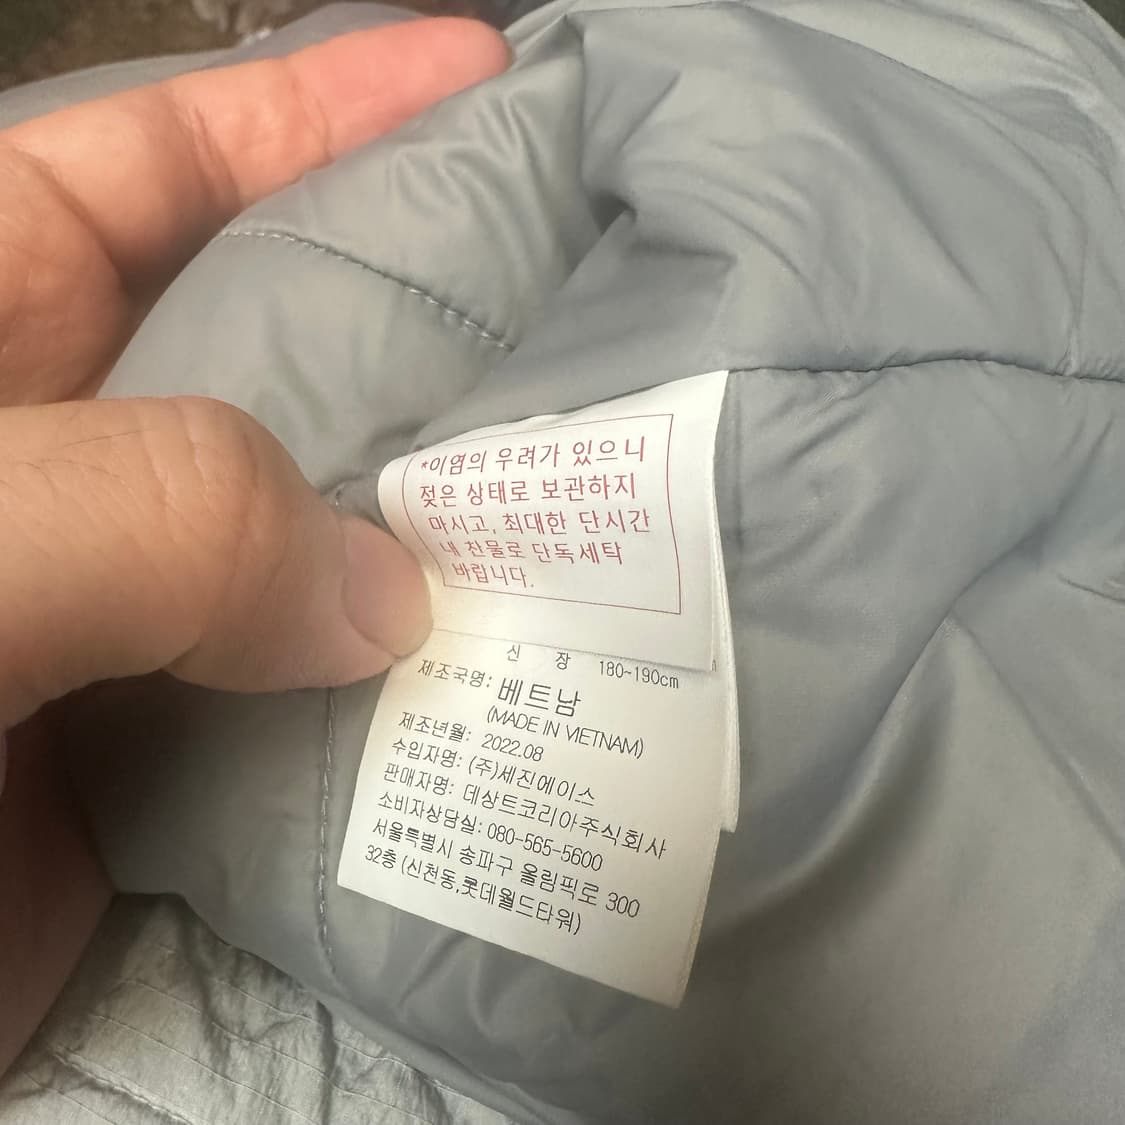 *이염의 우려가 있으니
젖은 상태로 보관하지
마시고, 최대한 단시간
내 찬물로 단독세탁
바랍니다.
신 장 180~190cm
제조국명: 베트남
(MADE IN VIETNAM)
제조년월: 2022.08
수입자명: (주)세진에이스
판매자명: 데상트코리아주식회사
소비자상담실: 080-565-5600
서울특별시 송파구 올림픽로 300
32층 (신천동,롯데월드타워)